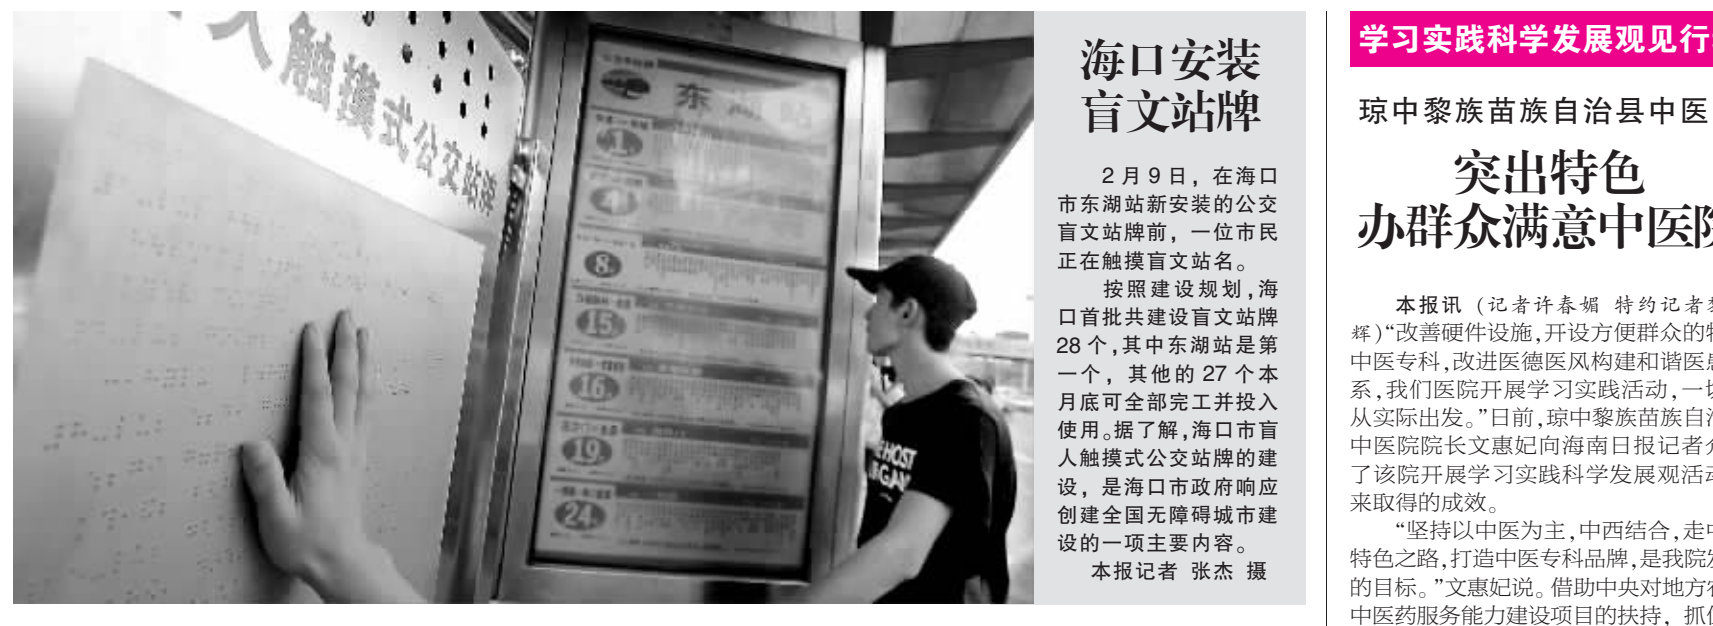 人触摸式公交站牌
东
站
1
4
8
15
16
19
24
HOST
海口安装
盲文站牌
2月9日，在海口
市东湖站新安装的公交
盲文站牌前，一位市民
正在触摸盲文站名。
按照建设规划，海
口首批共建设盲文站牌
28个，其中东湖站是第
一个，其他的27个本
月底可全部完工并投入
使用。据了解，海口市盲
人触摸式公交站牌的建
设，是海口市政府响应
创建全国无障碍城市建
设的一项主要内容。
本报记者 张杰 摄
学习实践科学发展观见行
琼中黎族苗族自治县中医
突出特色
办群众满意中医院
本报讯（记者许春媚 特约记者
辉）“改善硬件设施，开设方便群众的特
中医专科，改进医德医风构建和谐医患
系，我们医院开展学习实践活动，一切
从实际出发。”日前，琼中黎族苗族自治
中医院院长文惠妃向海南日报记者介
了该院开展学习实践科学发展观活动
来取得的成效。
“坚持以中医为主，中西结合，走中
特色之路，打造中医专科品牌，是我院发
的目标。”文惠妃说。借助中央对地方农
中医药服务能力建设项目的扶持，抓住